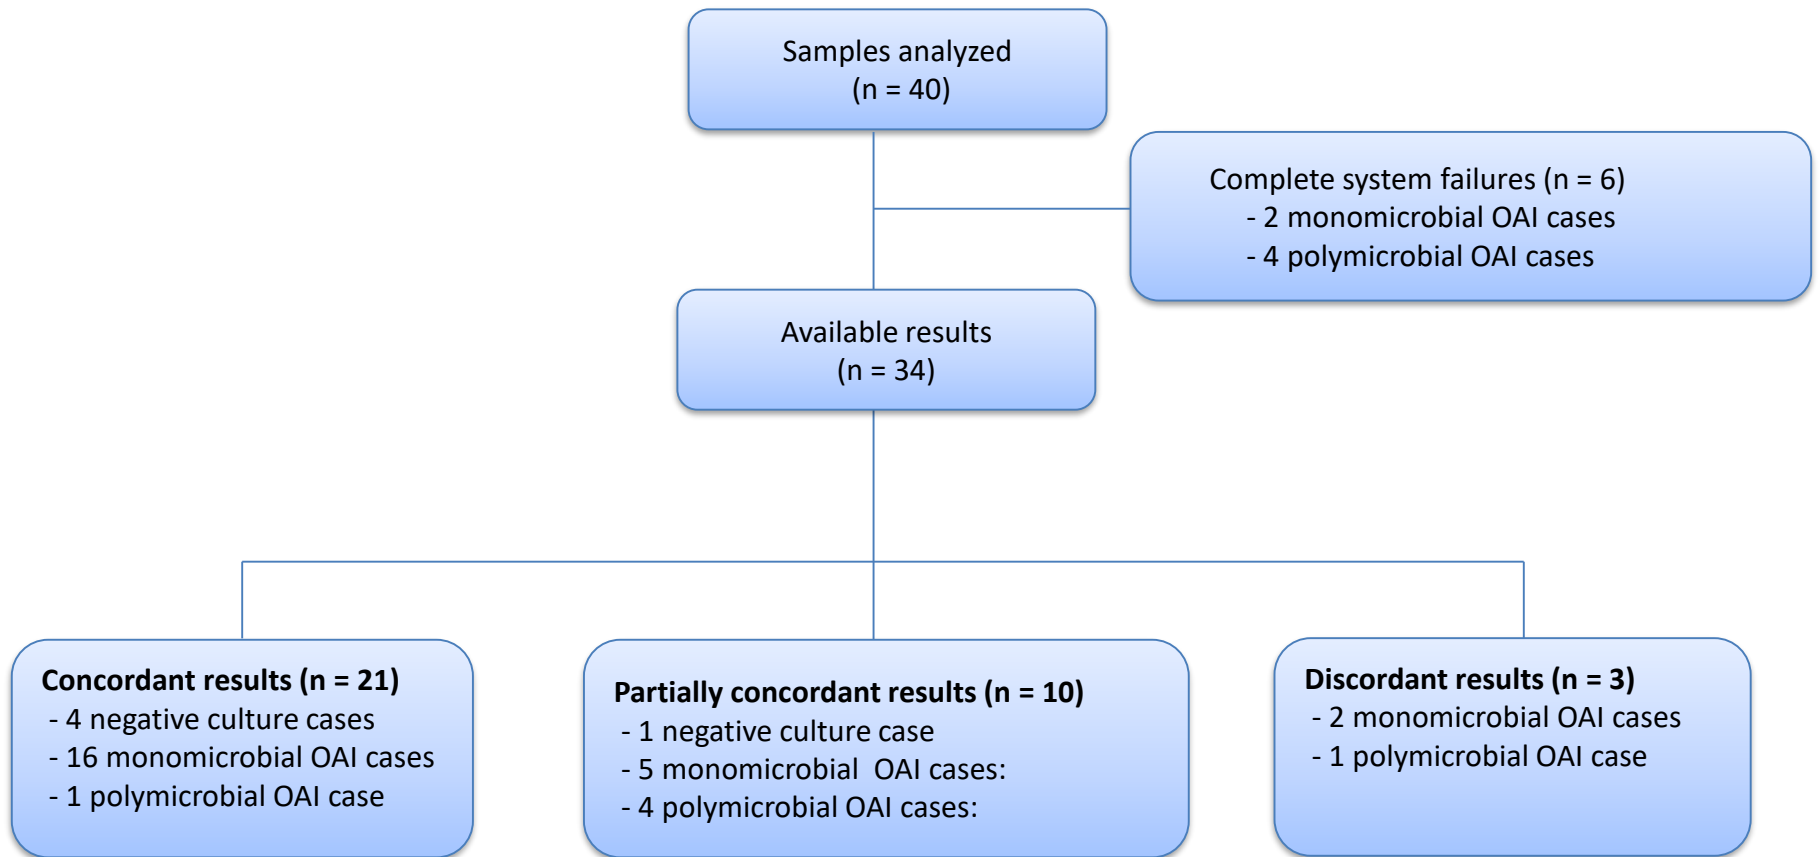 Samples analyzed
(n = 40)
Complete system failures (n = 6)
- 2 monomicrobial OAI cases
- 4 polymicrobial OAI cases
Available results
(n = 34)
Concordant results (n = 21)
- 4 negative culture cases
- 16 monomicrobial OAI cases
- 1 polymicrobial OAI case
Partially concordant results (n = 10)
- 1 negative culture case
- 5 monomicrobial  OAI cases:
- 4 polymicrobial OAI cases:
Discordant results (n = 3)
- 2 monomicrobial OAI cases
- 1 polymicrobial OAI case